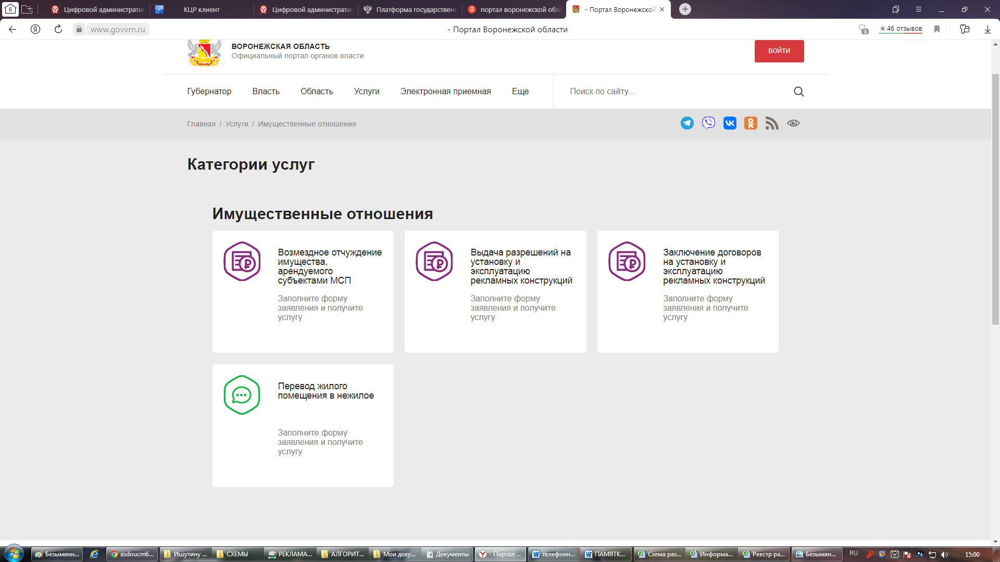 6
Цифровой административ
КЦР клиент
Цифровой административ
Платформа государствен
портал воронежской обла
- Портал Воронежской
www.govvrn.ru
- Портал Воронежской области
1
46 отзывов
ВОРОНЕЖСКАЯ ОБЛАСТЬ
Официальный портал органов власти
ВОЙТИ
Губернатор
Власть
Область
Услуги
Электронная приемная
Еще
Поиск по сайту...
Главная / Услуги / Имущественные отношения
Категории услуг
Имущественные отношения
Возмездное отчуждение
имущества,
арендуемого
субъектами МСП
Заполните форму
заявления и получите
услугу
Выдача разрешений на
установку и
эксплуатацию
рекламных конструкций
Заполните форму
заявления и получите
услугу
Заключение договоров
на установку и
эксплуатацию
рекламных конструкций
Заполните форму
заявления и получите
услугу
Перевод жилого
помещения в нежилое
Заполните форму
заявления и получите
услугу
Безымянн...
asdoucmб...
Ишутину ...
СХЕМЫ
РЕКЛАМА...
АЛГОРИТ...
Мои доку...
Документы
- Портал ...
телефонн...
ПАМЯТК...
Схема раз...
Информа...
Реестр ра...
Безымян...
RU
15:00